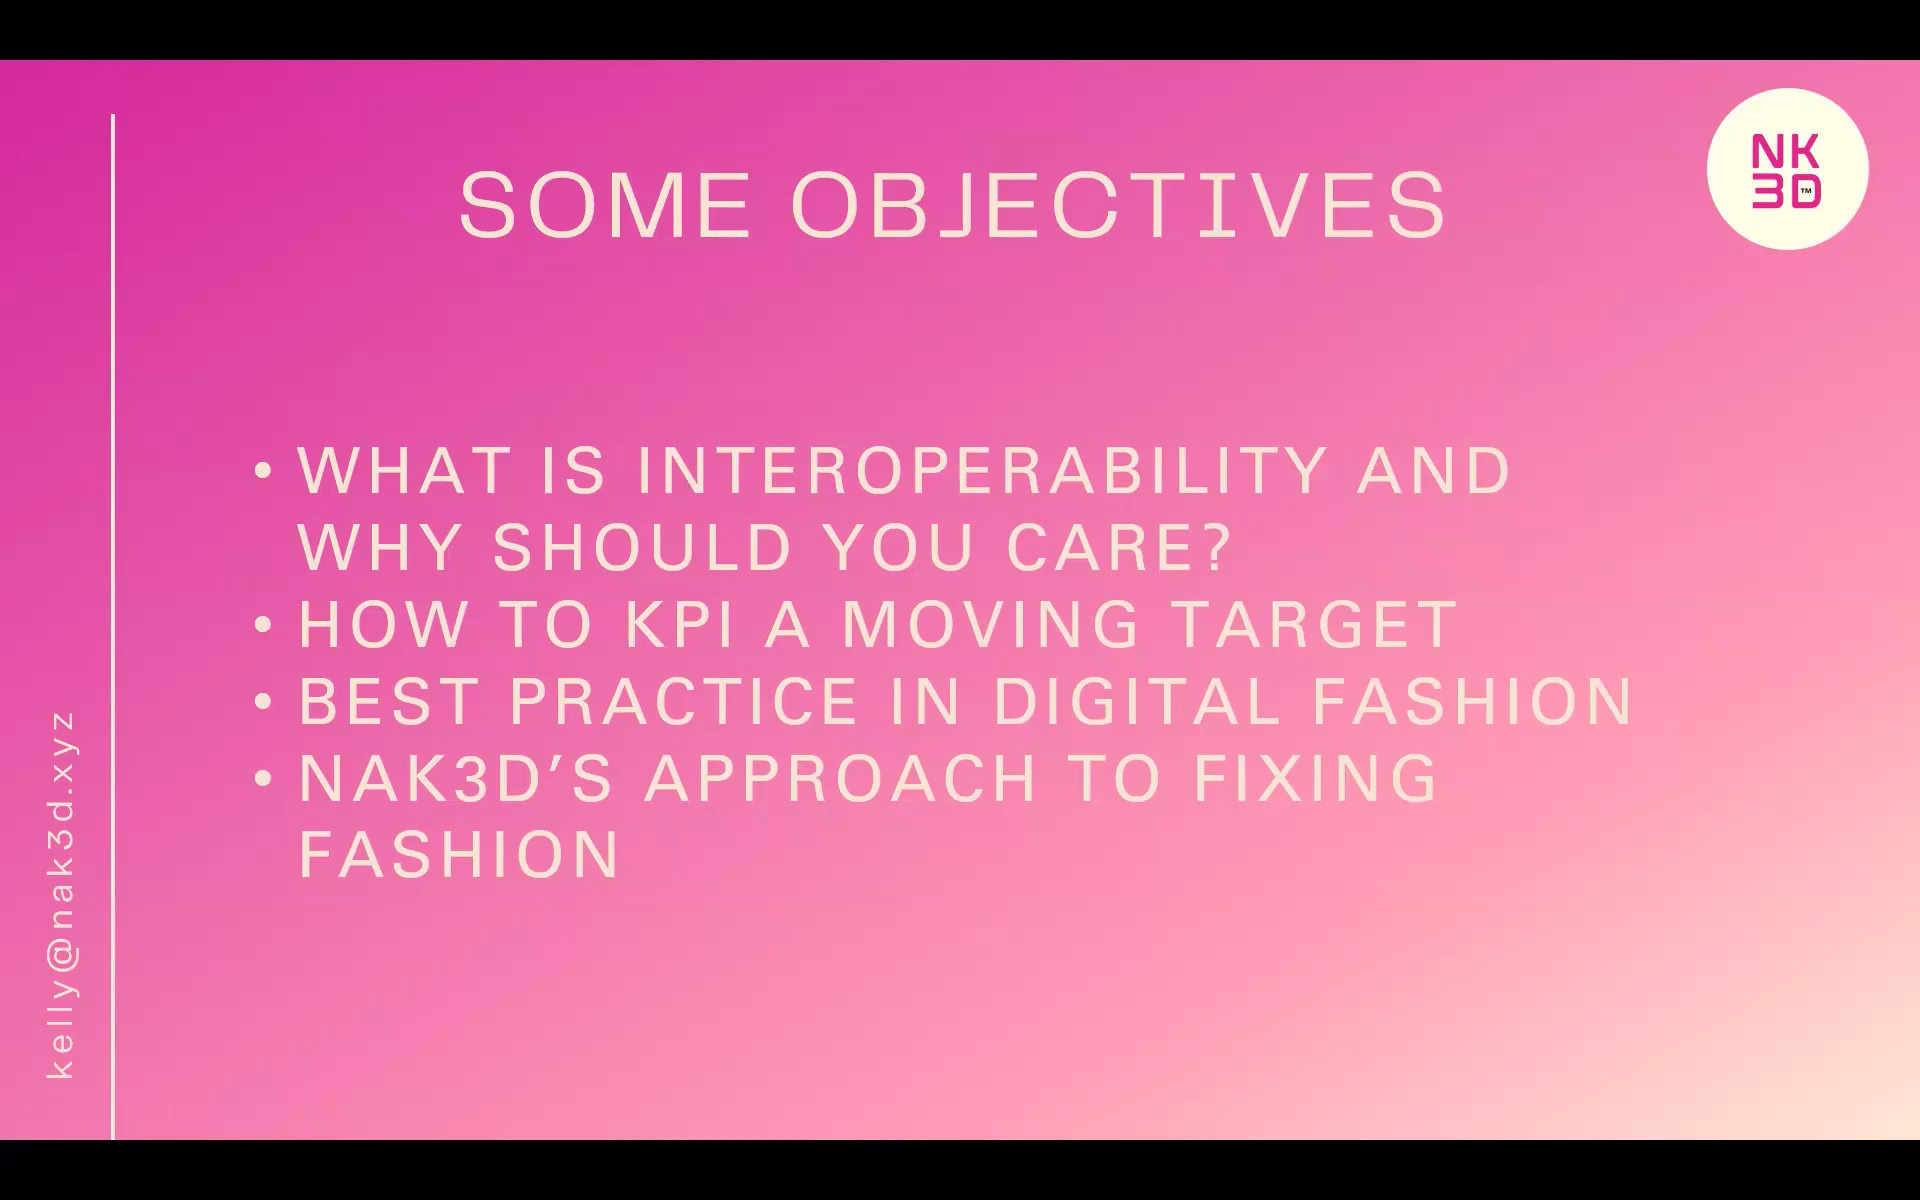 NK
3D™
SOME OBJECTIVES
• WHAT IS INTEROPERABILITY AND
WHY SHOULD YOU CARE?
• HOW TO KPI A MOVING TARGET
• BEST PRACTICE IN DIGITAL FASHION
• NAK3D’S APPROACH TO FIXING
FASHION
kelly@nak3d.xyz